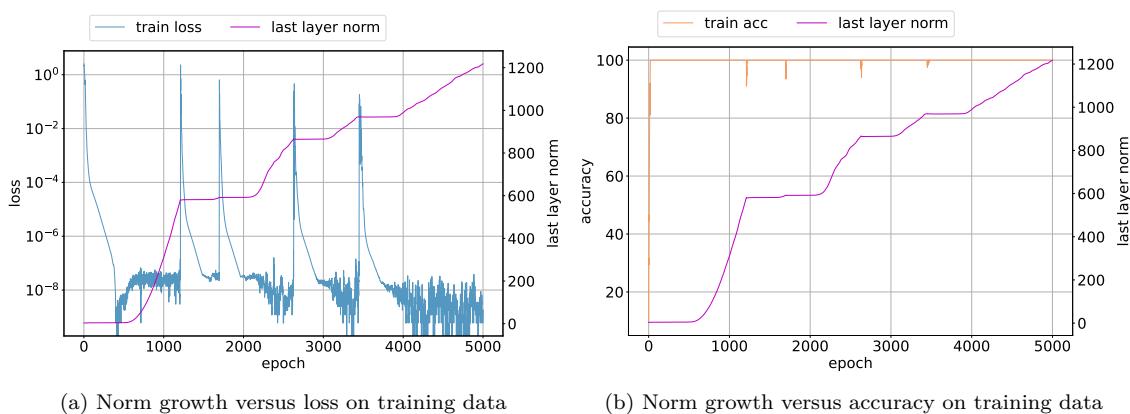 train loss last layer norm
10^0
10^-2
10^-4
10^-6
10^-8
loss
0 1000 2000 3000 4000 5000
epoch
1200
1000
800
600
400
200
0
last layer norm
(a) Norm growth versus loss on training data
train acc last layer norm
100
80
60
40
20
accuracy
0 1000 2000 3000 4000 5000
epoch
1200
1000
800
600
400
200
0
last layer norm
(b) Norm growth versus accuracy on training data